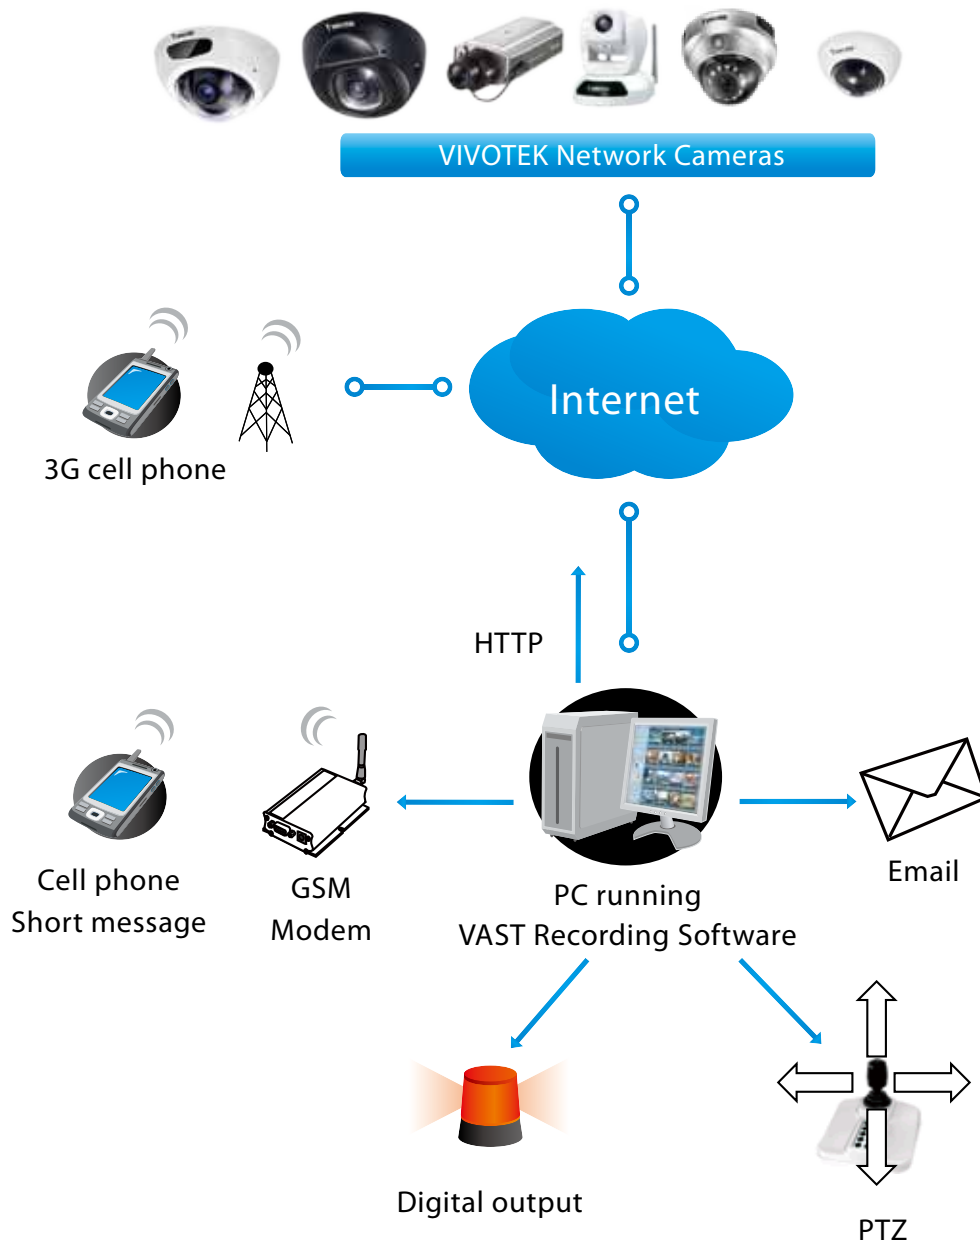 VIVOTEK Network Cameras
Internet
3G cell phone
HTTP
Cell phone
Short message
GSM
Modem
PC running
VAST Recording Software
Email
Digital output
PTZ